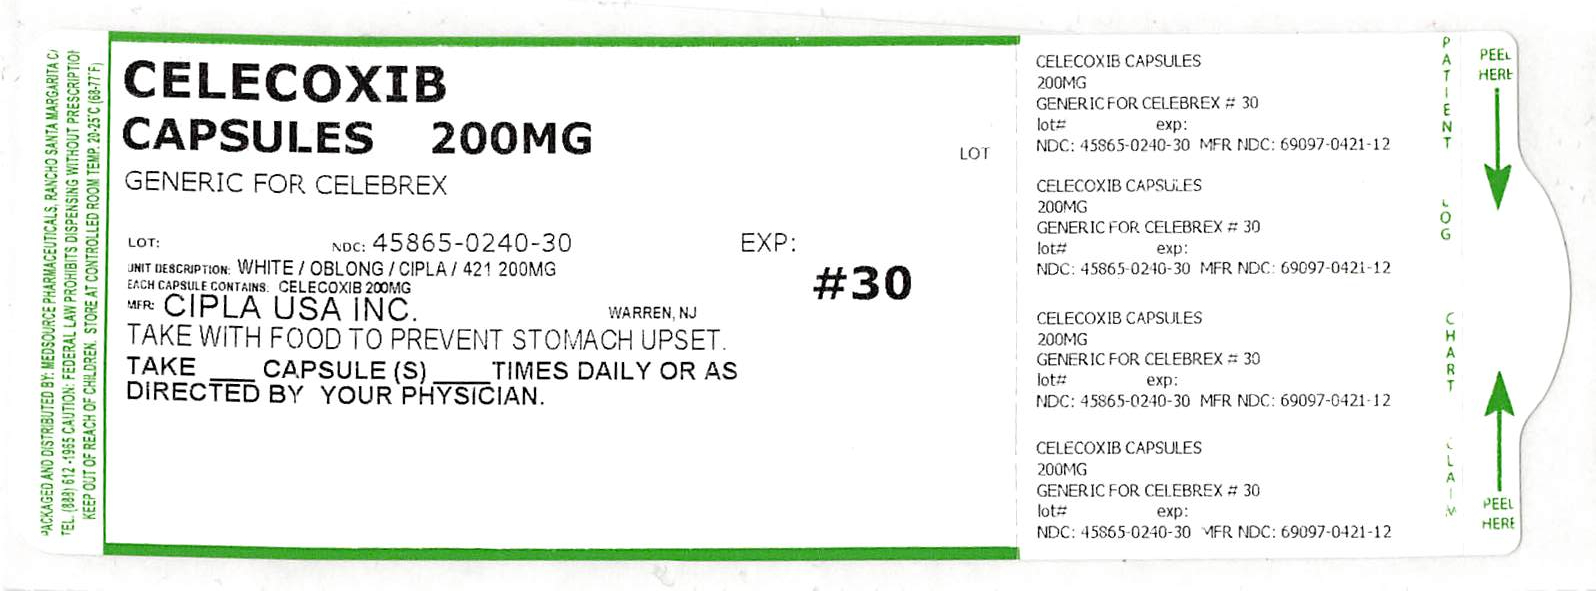 PACKAGED AND DISTRIBUTED BY: MEDSOURCE PHARMACEUTICALS, RANCHO SANTA MARGARITA
TEL. (888) 612-1965 CAUTION: FEDERAL LAW PROHIBITS DISPENSING WITHOUT PRESCRIPTION
KEEP OUT OF REACH OF CHILDREN. STORE AT CONTROLLED ROOM TEMP. 20-25°C (68-77°F)
CELECOXIB
CAPSULES 200MG
GENERIC FOR CELEBREX
LOT
LOT: NDC: 45865-0240-30 EXP:
UNIT DESCRIPTION: WHITE / OBLONG / CIPLA / 421 200MG
EACH CAPSULE CONTAINS: CELECOXIB 200MG
#30
MFR: CIPLA USA INC. WARREN, NJ
TAKE WITH FOOD TO PREVENT STOMACH UPSET.
TAKE ___ CAPSULE (S) ___ TIMES DAILY OR AS
DIRECTED BY YOUR PHYSICIAN.
CELECOXIB CAPSULES
200MG
GENERIC FOR CELEBREX # 30
lot# exp:
NDC: 45865-0240-30 MFR NDC: 69097-0421-12
PATIENT
CELECOXIB CAPSULES
200MG
GENERIC FOR CELEBREX # 30
lot# exp:
NDC: 45865-0240-30 MFR NDC: 69097-0421-12
LOG
CELECOXIB CAPSULES
200MG
GENERIC FOR CELEBREX # 30
lot# exp:
NDC: 45865-0240-30 MFR NDC: 69097-0421-12
CHART
CELECOXIB CAPSULES
200MG
GENERIC FOR CELEBREX # 30
lot# exp:
NDC: 45865-0240-30 MFR NDC: 69097-0421-12
CLAIM
PEEL
HERE
PEEL
HERE